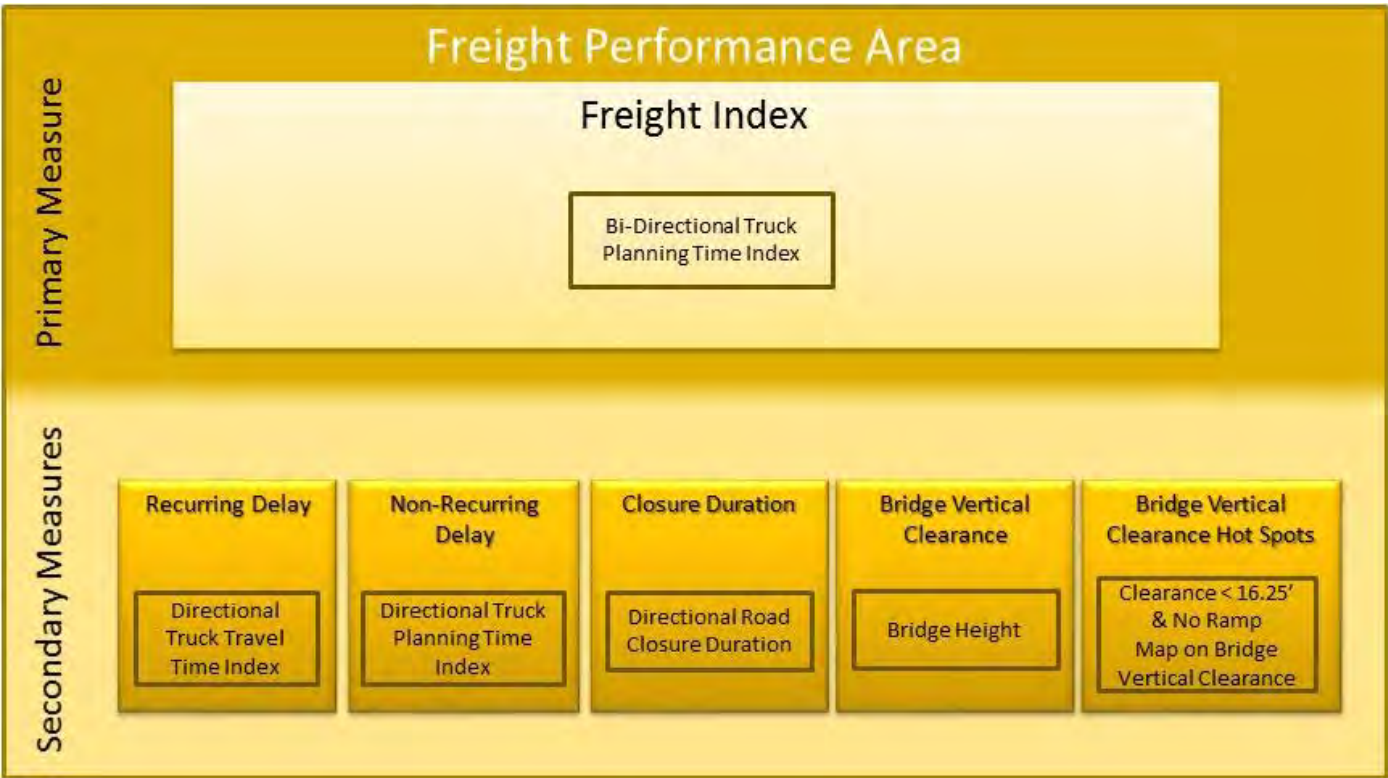 Freight Performance Area
Primary Measure
Freight Index
Bi-Directional Truck
Planning Time Index
Secondary Measures
Recurring Delay
Directional
Truck Travel
Time Index
Non-Recurring
Delay
Directional Truck
Planning Time
Index
Closure Duration
Directional Road
Closure Duration
Bridge Vertical
Clearance
Bridge Height
Bridge Vertical
Clearance Hot Spots
Clearance < 16.25’
& No Ramp
Map on Bridge
Vertical Clearance